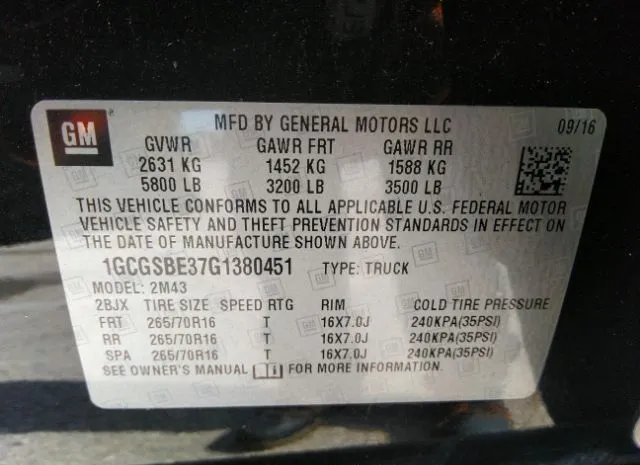 GM
MFD BY GENERAL MOTORS LLC 09/16
GVWR GAWR FRT GAWR RR
2631 KG 1452 KG 1588 KG
5800 LB 3200 LB 3500 LB
THIS VEHICLE CONFORMS TO ALL APPLICABLE U.S. FEDERAL MOTOR
VEHICLE SAFETY AND THEFT PREVENTION STANDARDS IN EFFECT ON
THE DATE OF MANUFACTURE SHOWN ABOVE.
1GCGSBE37G1380451 TYPE: TRUCK
MODEL: 2M43
2BJX TIRE SIZE SPEED RTG RIM COLD TIRE PRESSURE
FRT 265/70R16 T 16X7.0J 240KPA(35PSI)
RR 265/70R16 T 16X7.0J 240KPA(35PSI)
SPA 265/70R16 T 16X7.0J 240KPA(35PSI)
SEE OWNER'S MANUAL FOR MORE INFORMATION.